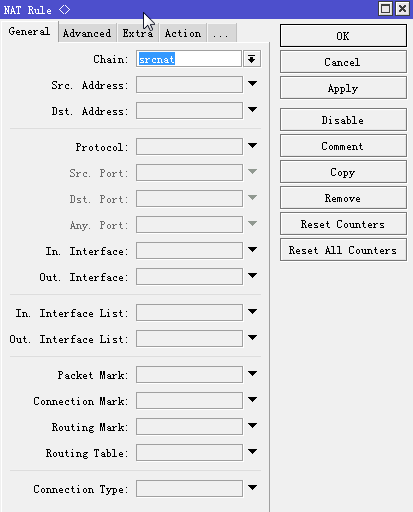 NAT Rule <>
General Advanced Extra Action ...
Chain: srcnat
Src. Address:
Dst. Address:
Protocol:
Src. Port:
Dst. Port:
Any. Port:
In. Interface:
Out. Interface:
In. Interface List:
Out. Interface List:
Packet Mark:
Connection Mark:
Routing Mark:
Routing Table:
Connection Type:
OK
Cancel
Apply
Disable
Comment
Copy
Remove
Reset Counters
Reset All Counters